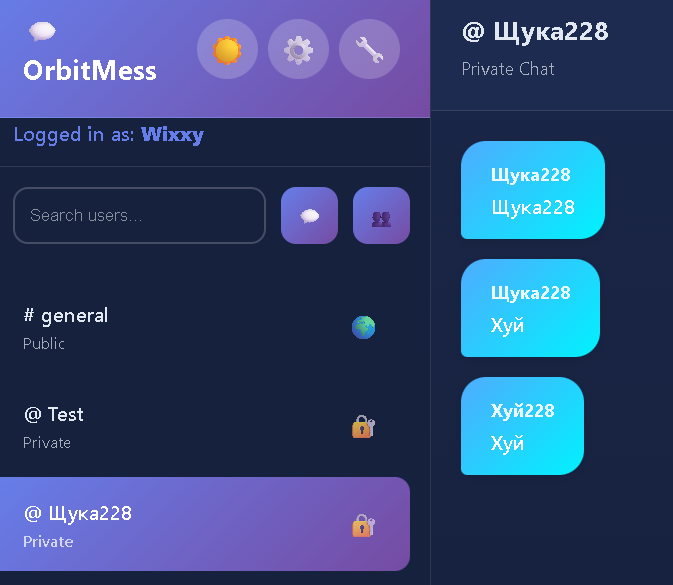 OrbitMess
Logged in as: Wixxy
Search users...
# general
Public
@ Test
Private
@ Щука228
Private
@ Щука228
Private Chat
Щука228
Щука228
Щука228
Хуй
Хуй228
Хуй